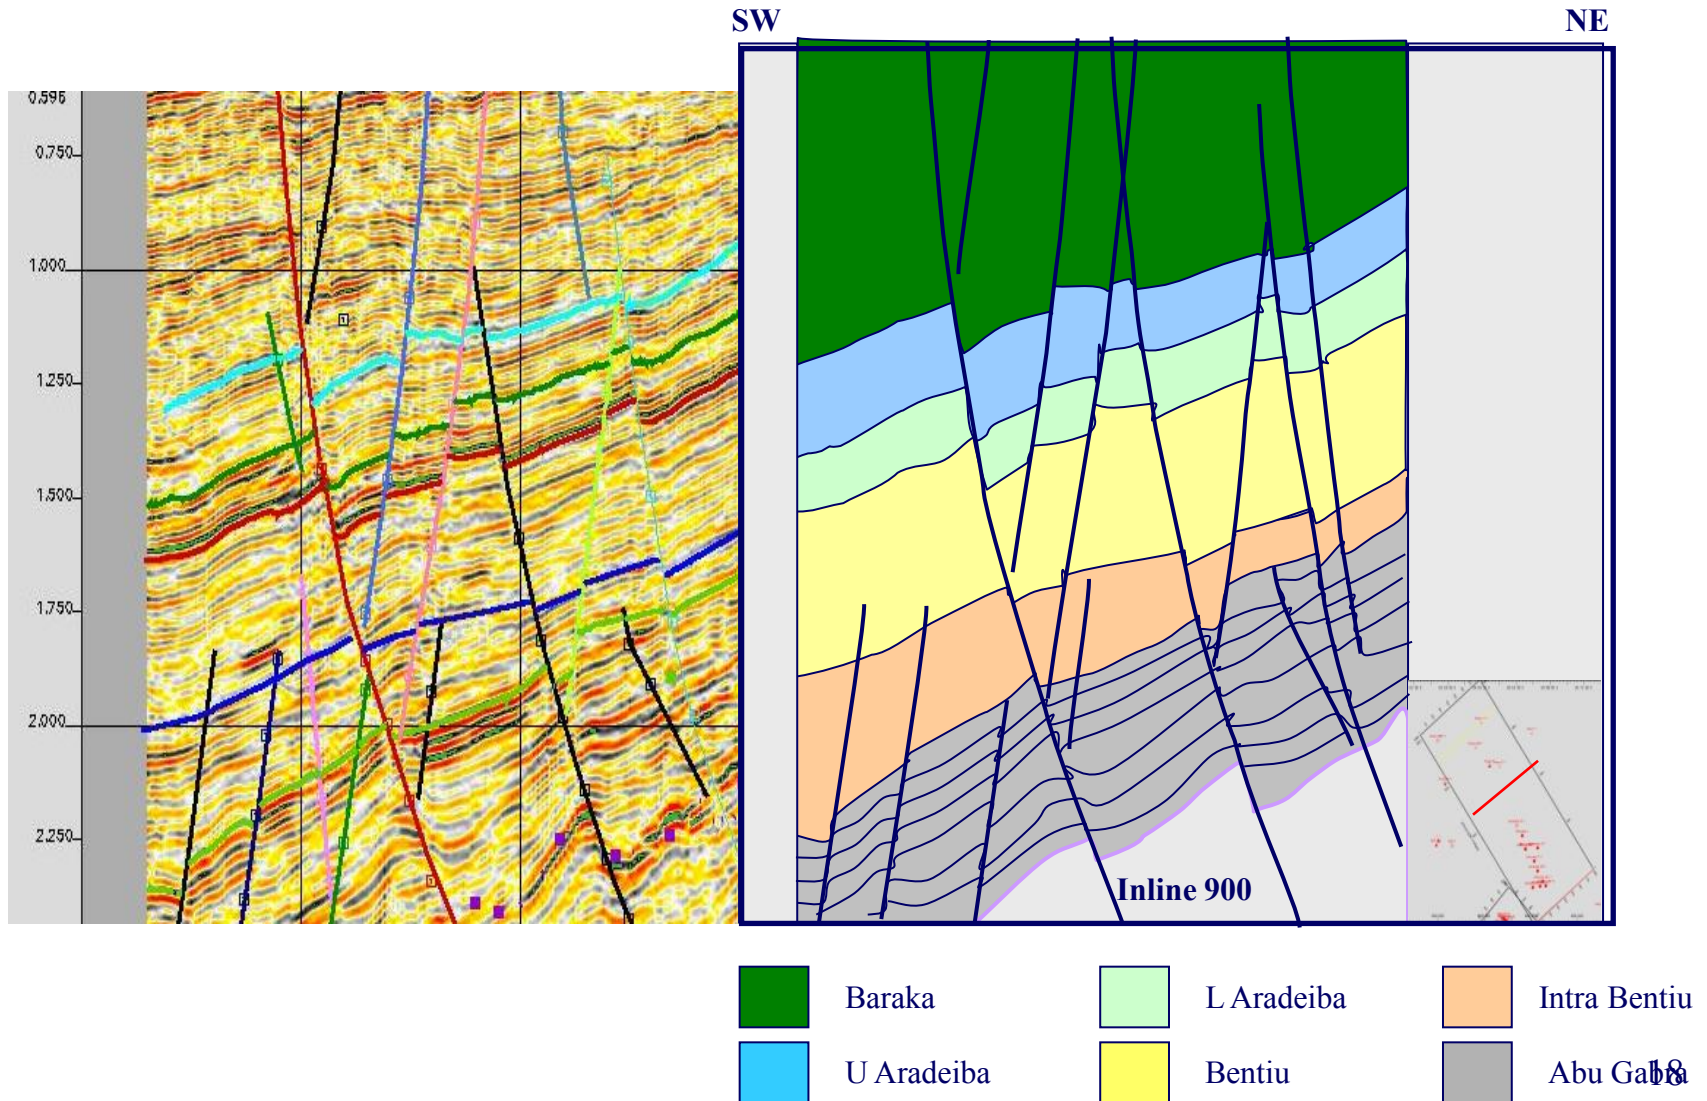 SW NE
0.596
0.750
1.000
1.250
1.500
1.750
2.000
2.250
Inline 900
Baraka L Aradeiba Intra Bentiu
U Aradeiba Bentiu Abu Gabra
18